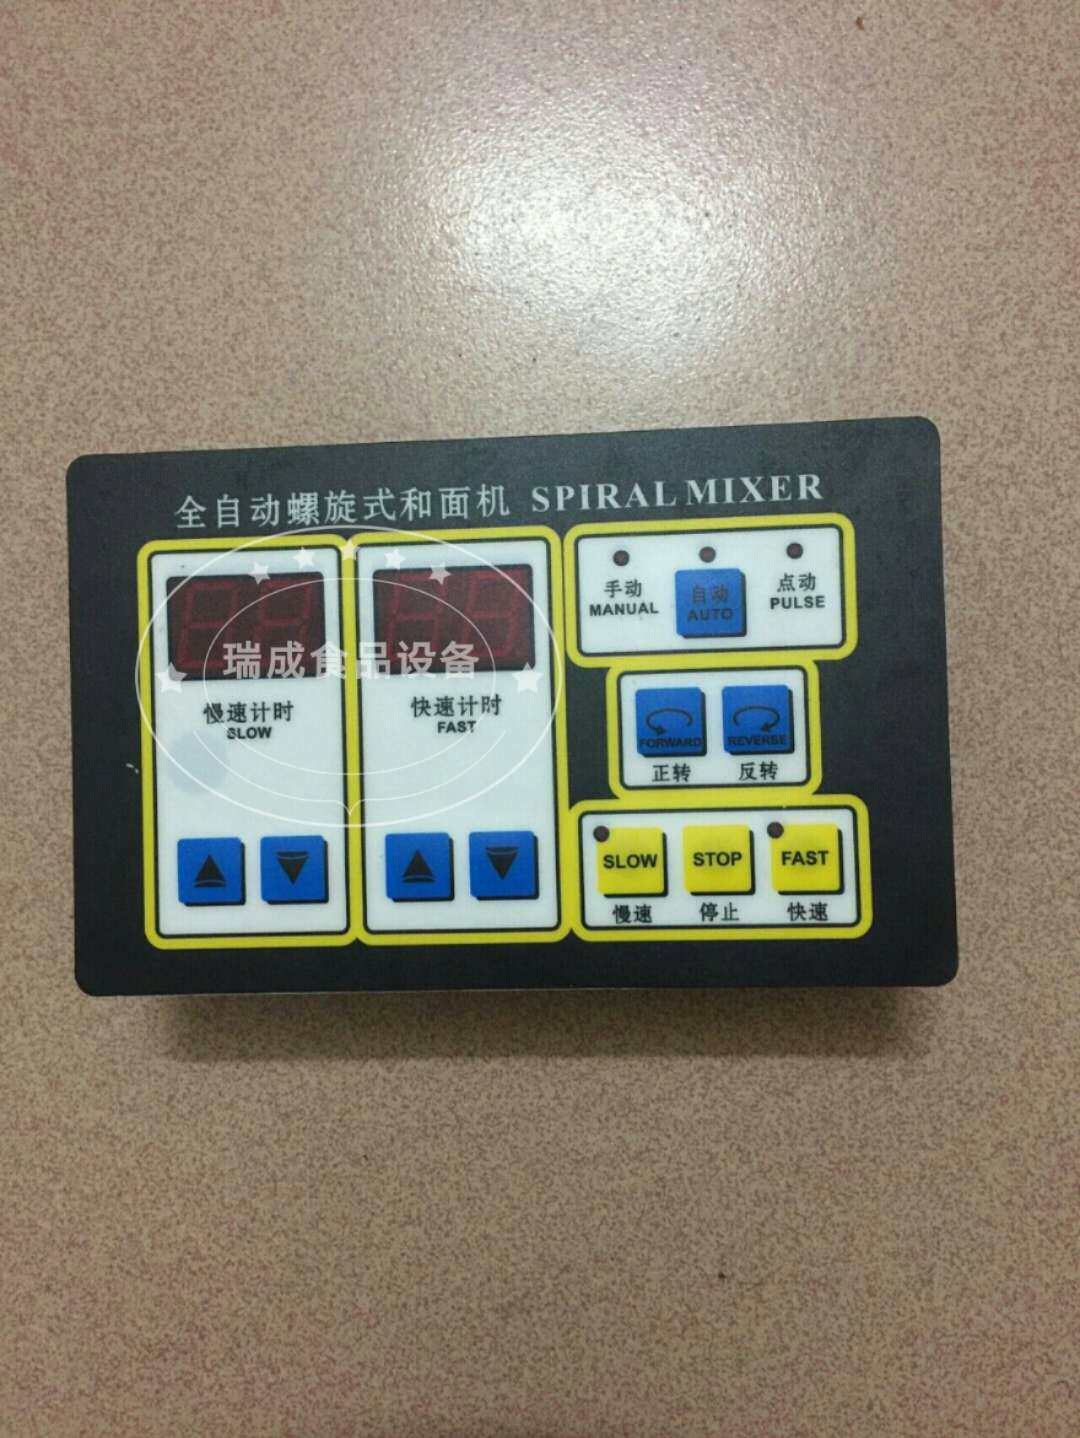 全自动螺旋式和面机 SPIRAL MIXER
瑞成食品设备
慢速计时
SLOW
快速计时
FAST
手动
MANUAL
自动
AUTO
点动
PULSE
FORWARD
正转
REVERSE
反转
SLOW
慢速
STOP
停止
FAST
快速